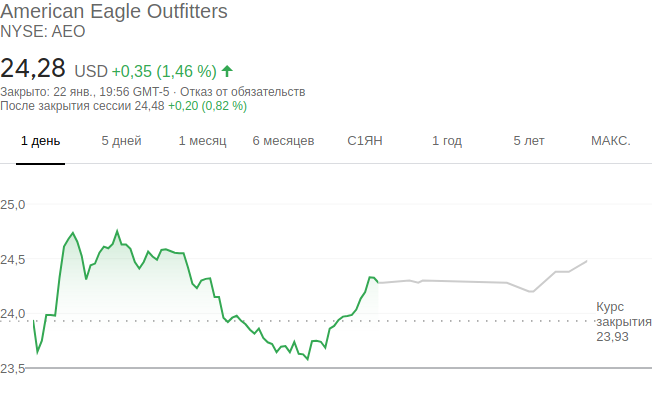 American Eagle Outfitters
NYSE: AEO
24,28 USD +0,35 (1,46 %)
Закрыто: 22 янв., 19:56 GMT-5 · Отказ от обязательств
После закрытия сессии 24,48 +0,20 (0,82 %)
1 день 5 дней 1 месяц 6 месяцев С1ЯН 1 год 5 лет МАКС.
25,0
24,5
24,0
Курс
закрытия
23,93
23,5